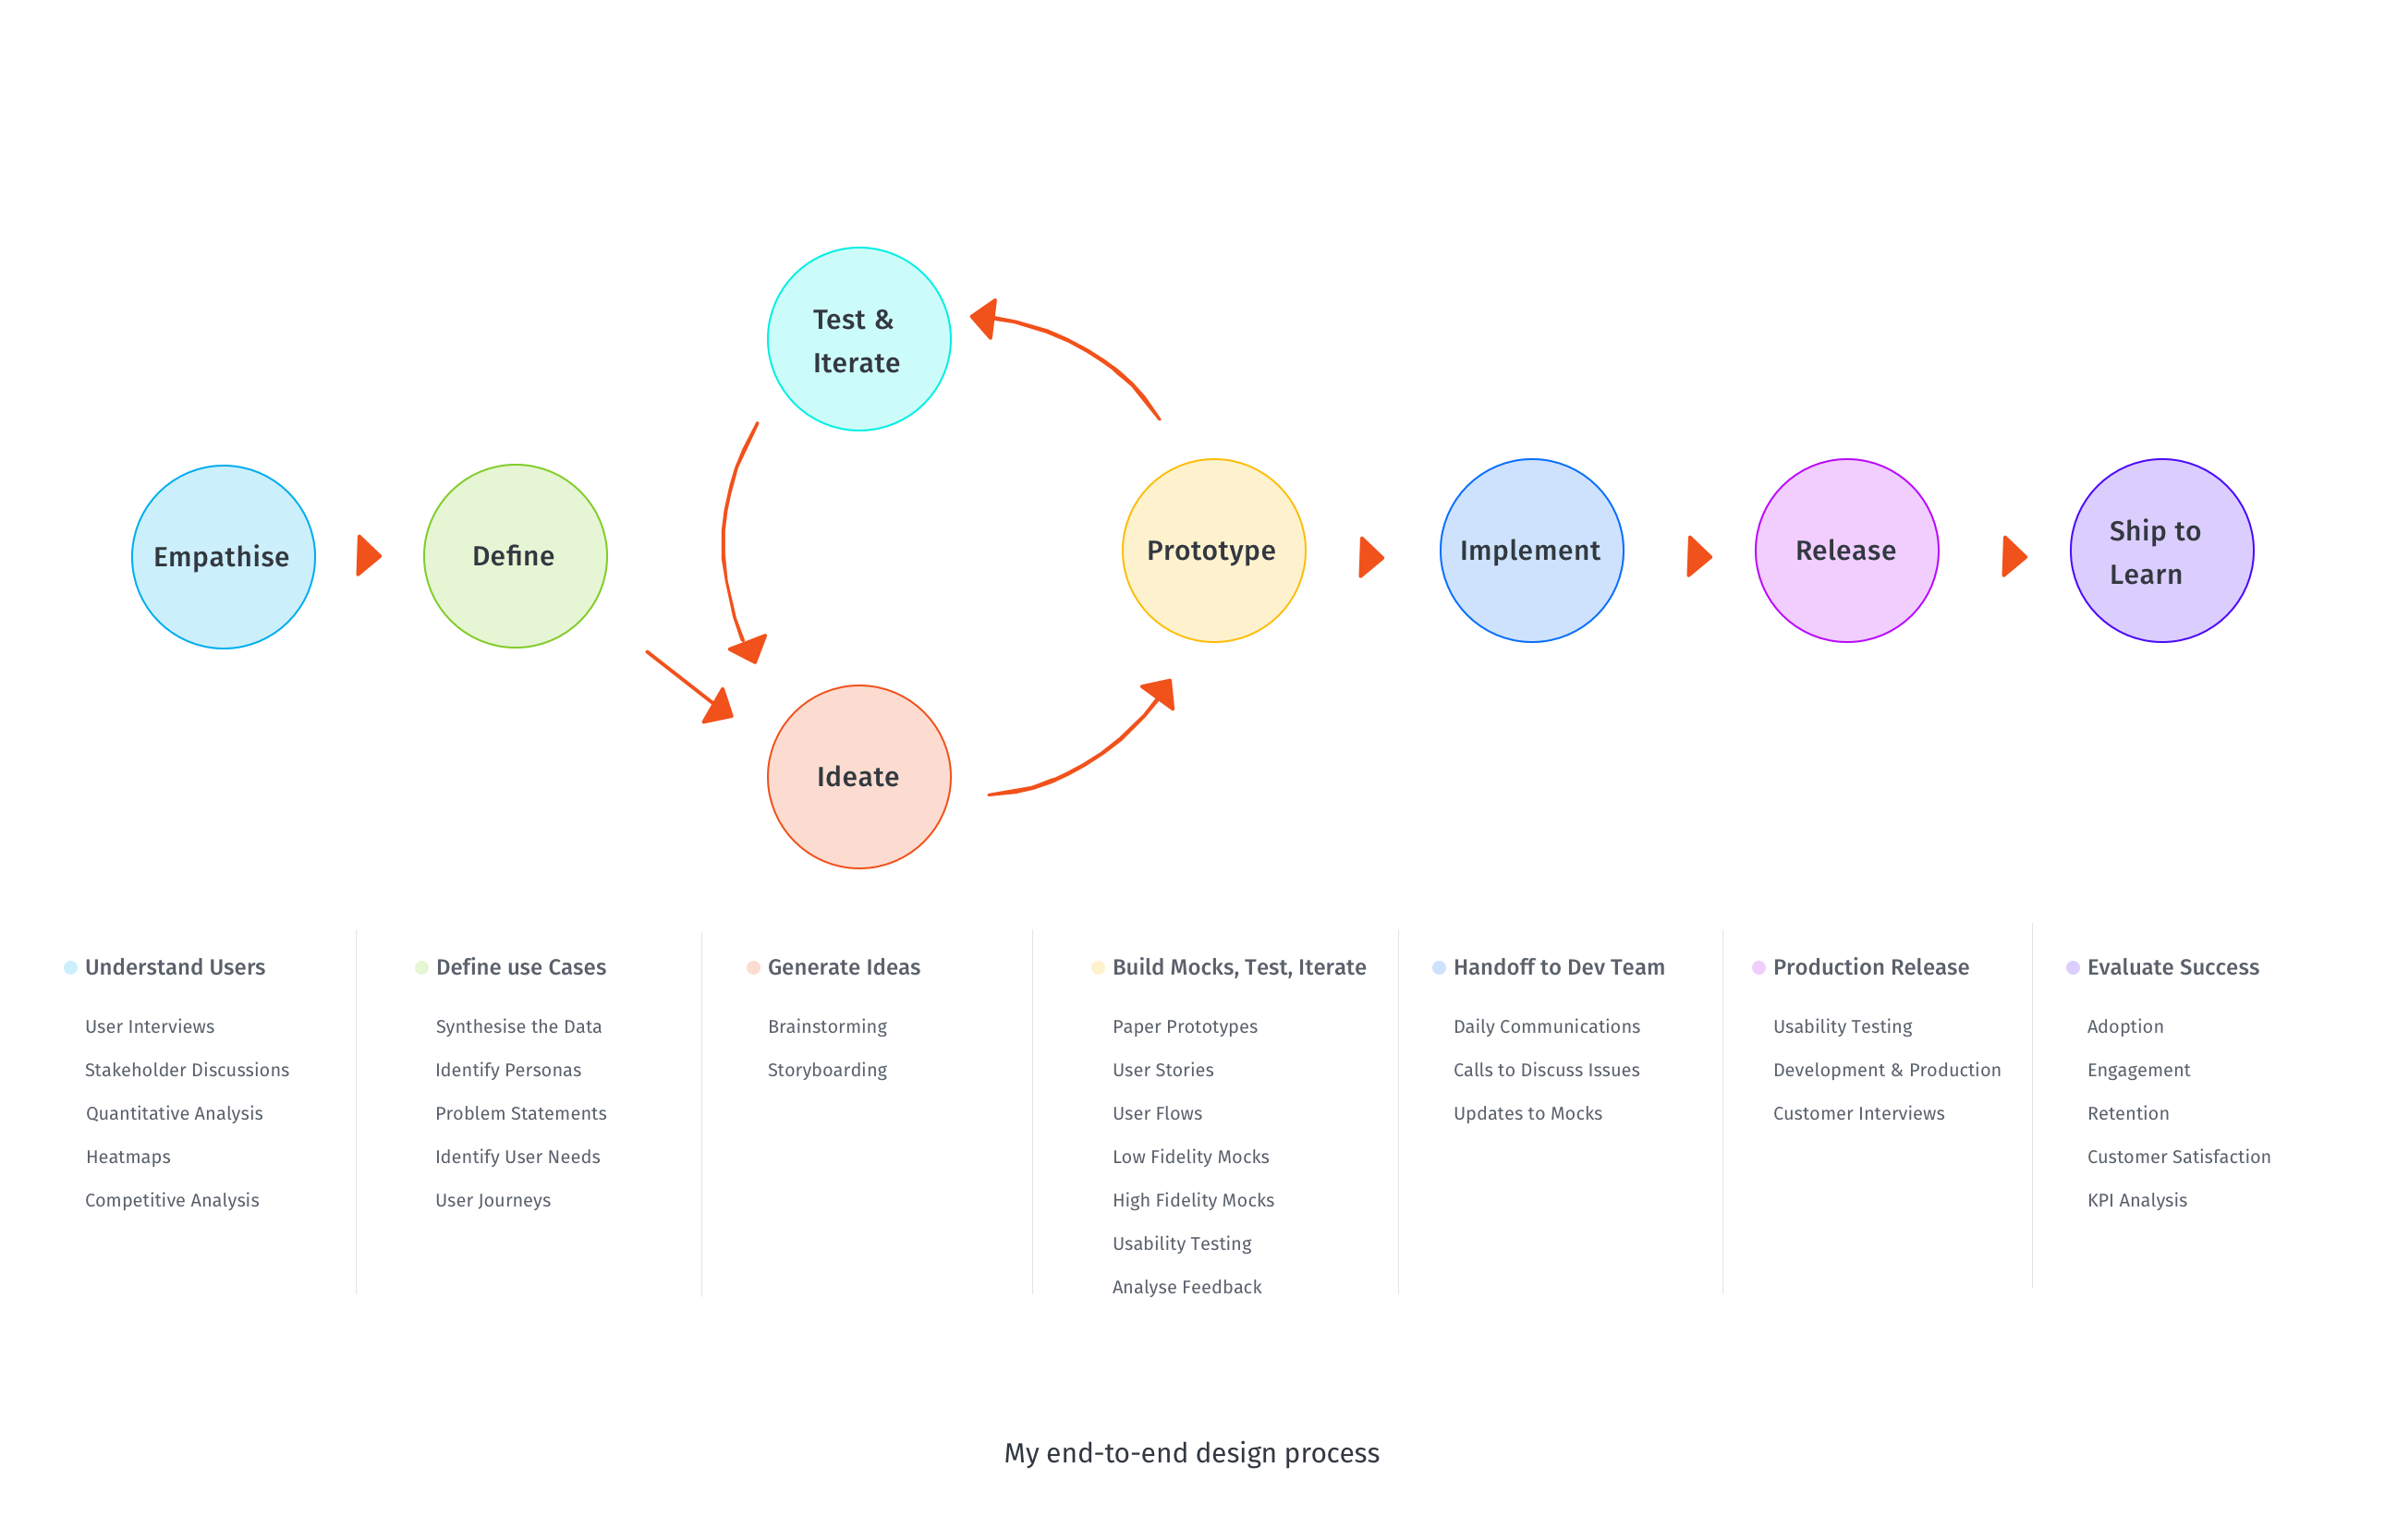 Test &
Iterate
Empathise
Define
Prototype
Implement
Release
Ship to
Learn
Ideate
Understand Users
User Interviews
Stakeholder Discussions
Quantitative Analysis
Heatmaps
Competitive Analysis
Define use Cases
Synthesise the Data
Identify Personas
Problem Statements
Identify User Needs
User Journeys
Generate Ideas
Brainstorming
Storyboarding
Build Mocks, Test, Iterate
Paper Prototypes
User Stories
User Flows
Low Fidelity Mocks
High Fidelity Mocks
Usability Testing
Analyse Feedback
Handoff to Dev Team
Daily Communications
Calls to Discuss Issues
Updates to Mocks
Production Release
Usability Testing
Development & Production
Customer Interviews
Evaluate Success
Adoption
Engagement
Retention
Customer Satisfaction
KPI Analysis
My end-to-end design process